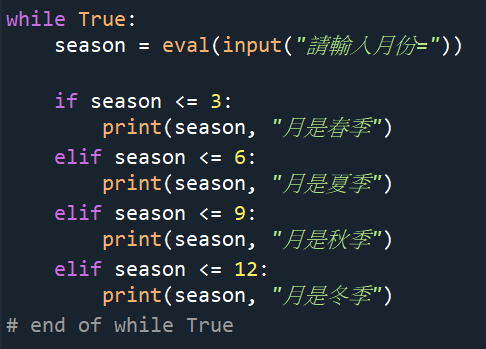 while True:
    season = eval(input("請輸入月份="))
    if season <= 3:
        print(season, "月是春季")
    elif season <= 6:
        print(season, "月是夏季")
    elif season <= 9:
        print(season, "月是秋季")
    elif season <= 12:
        print(season, "月是冬季")
# end of while True